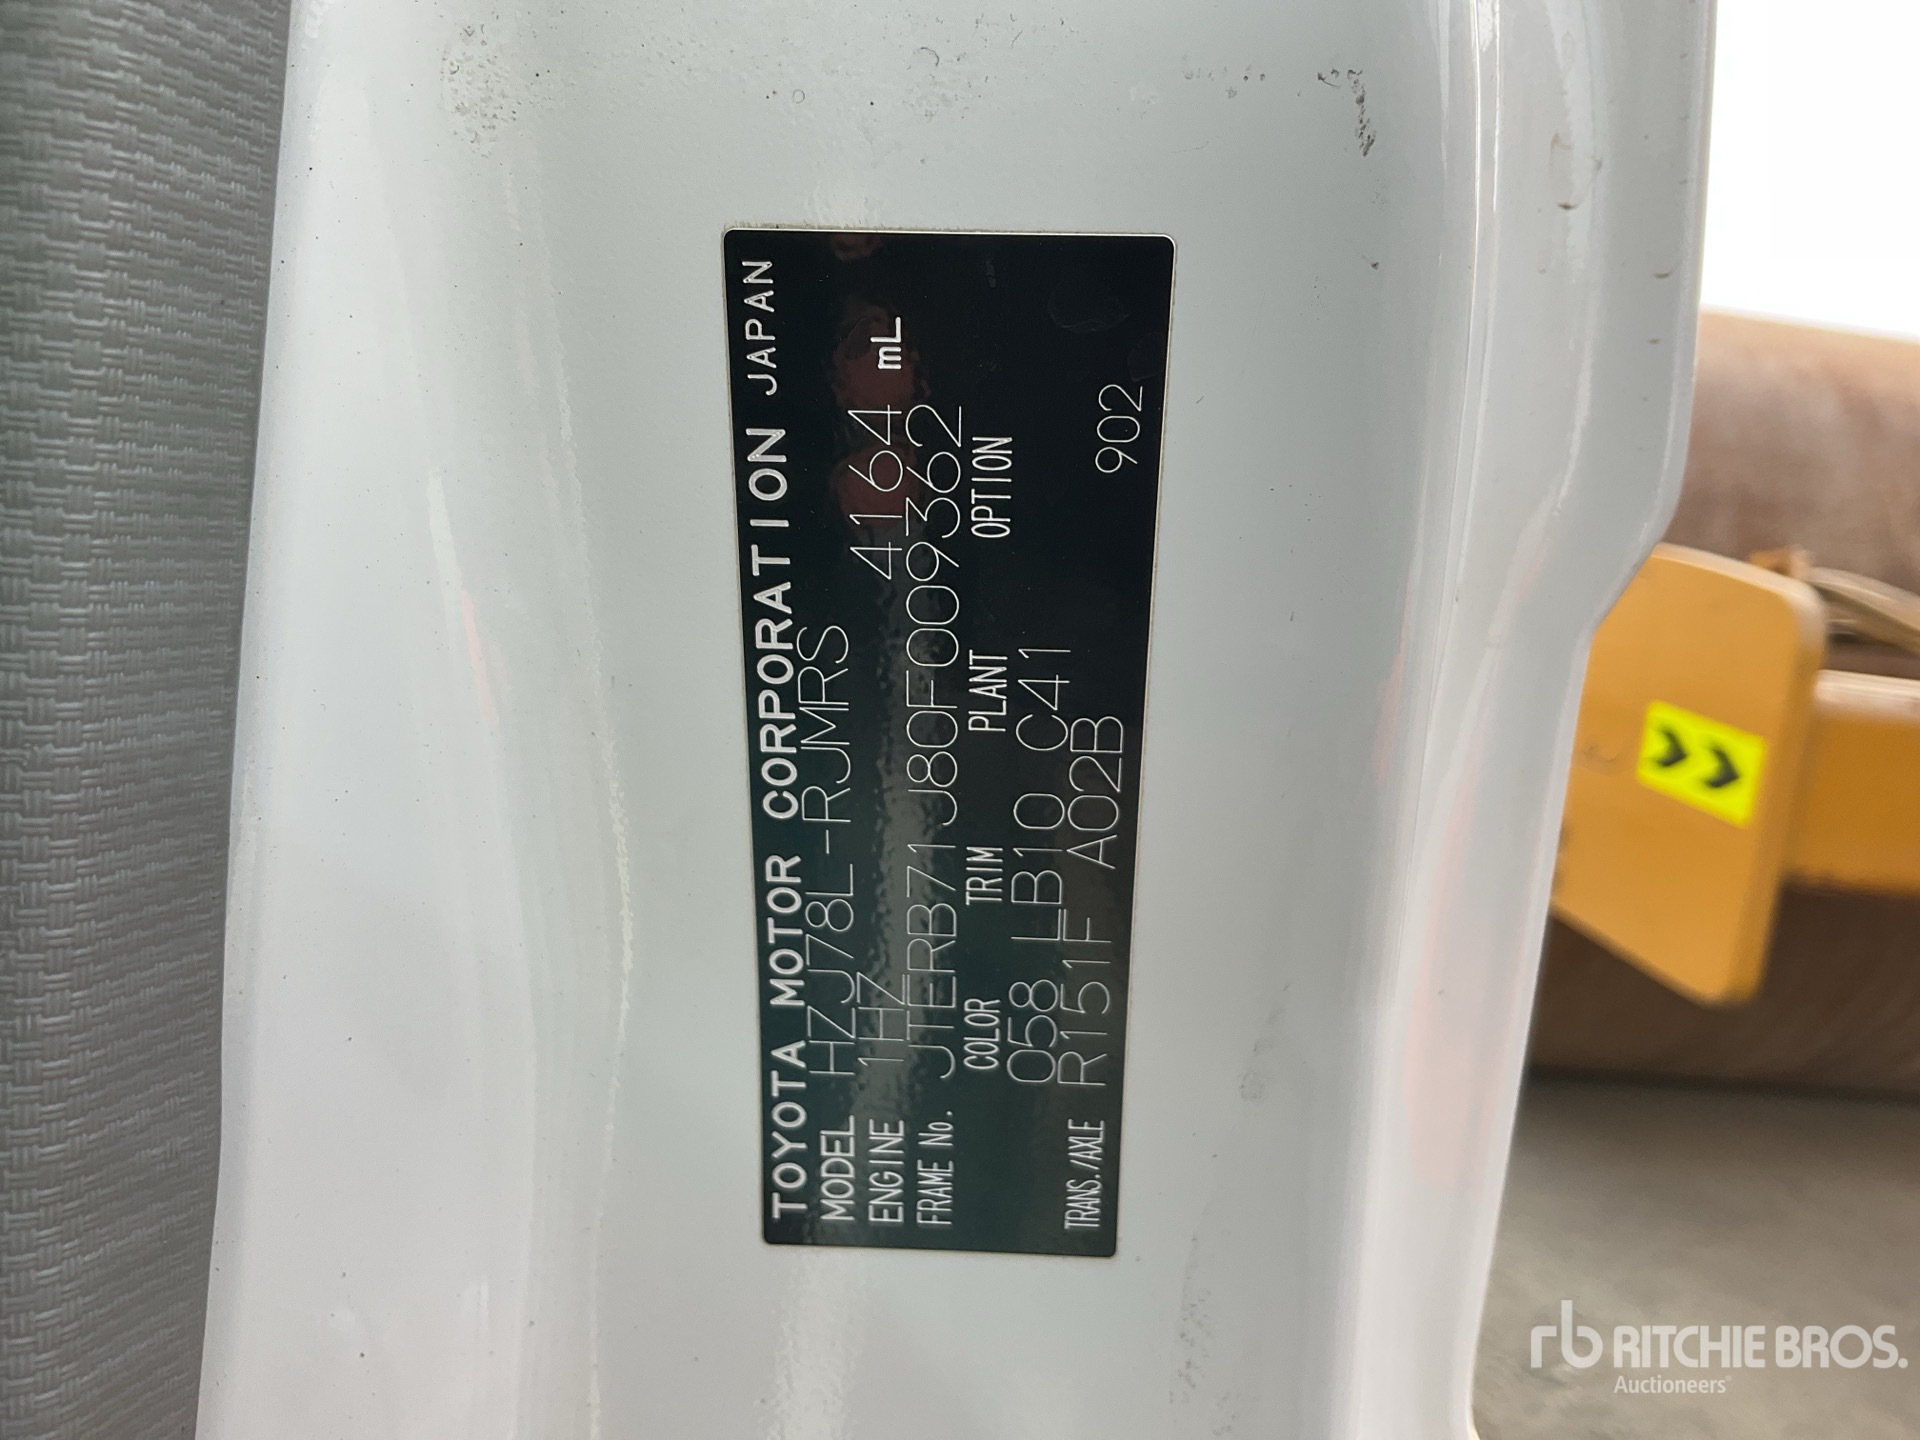 TOYOTA MOTOR CORPORATION JAPAN
MODEL HZJ78L-RJMRS
ENGINE 1HZ 4164 mL
FRAME No. JTERB71J80F009362
COLOR TRIM PLANT OPTION
058 LB10 C41
TRANS./AXLE R151F A02B 902
rb RITCHIE BROS.
Auctioneers